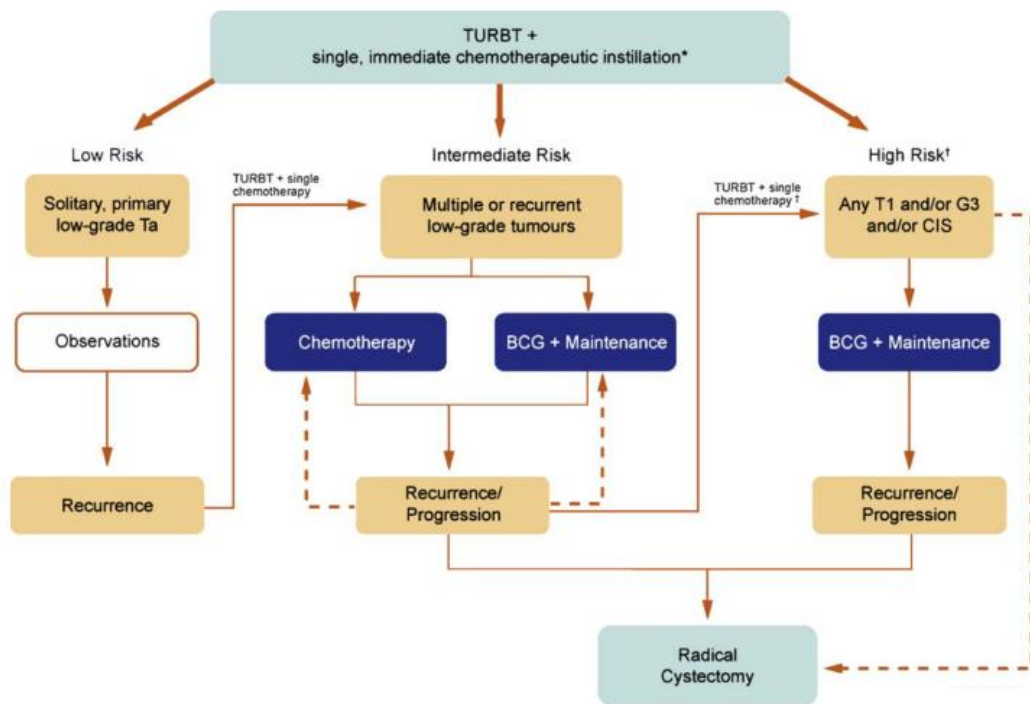 TURBT +
single, immediate chemotherapeutic instillation*
Low Risk
Intermediate Risk
High Risk†
Solitary, primary
low-grade Ta
TURBT + single
chemotherapy
Multiple or recurrent
low-grade tumours
TURBT + single
chemotherapy †
Any T1 and/or G3
and/or CIS
Observations
Chemotherapy
BCG + Maintenance
BCG + Maintenance
Recurrence
Recurrence/
Progression
Recurrence/
Progression
Radical
Cystectomy